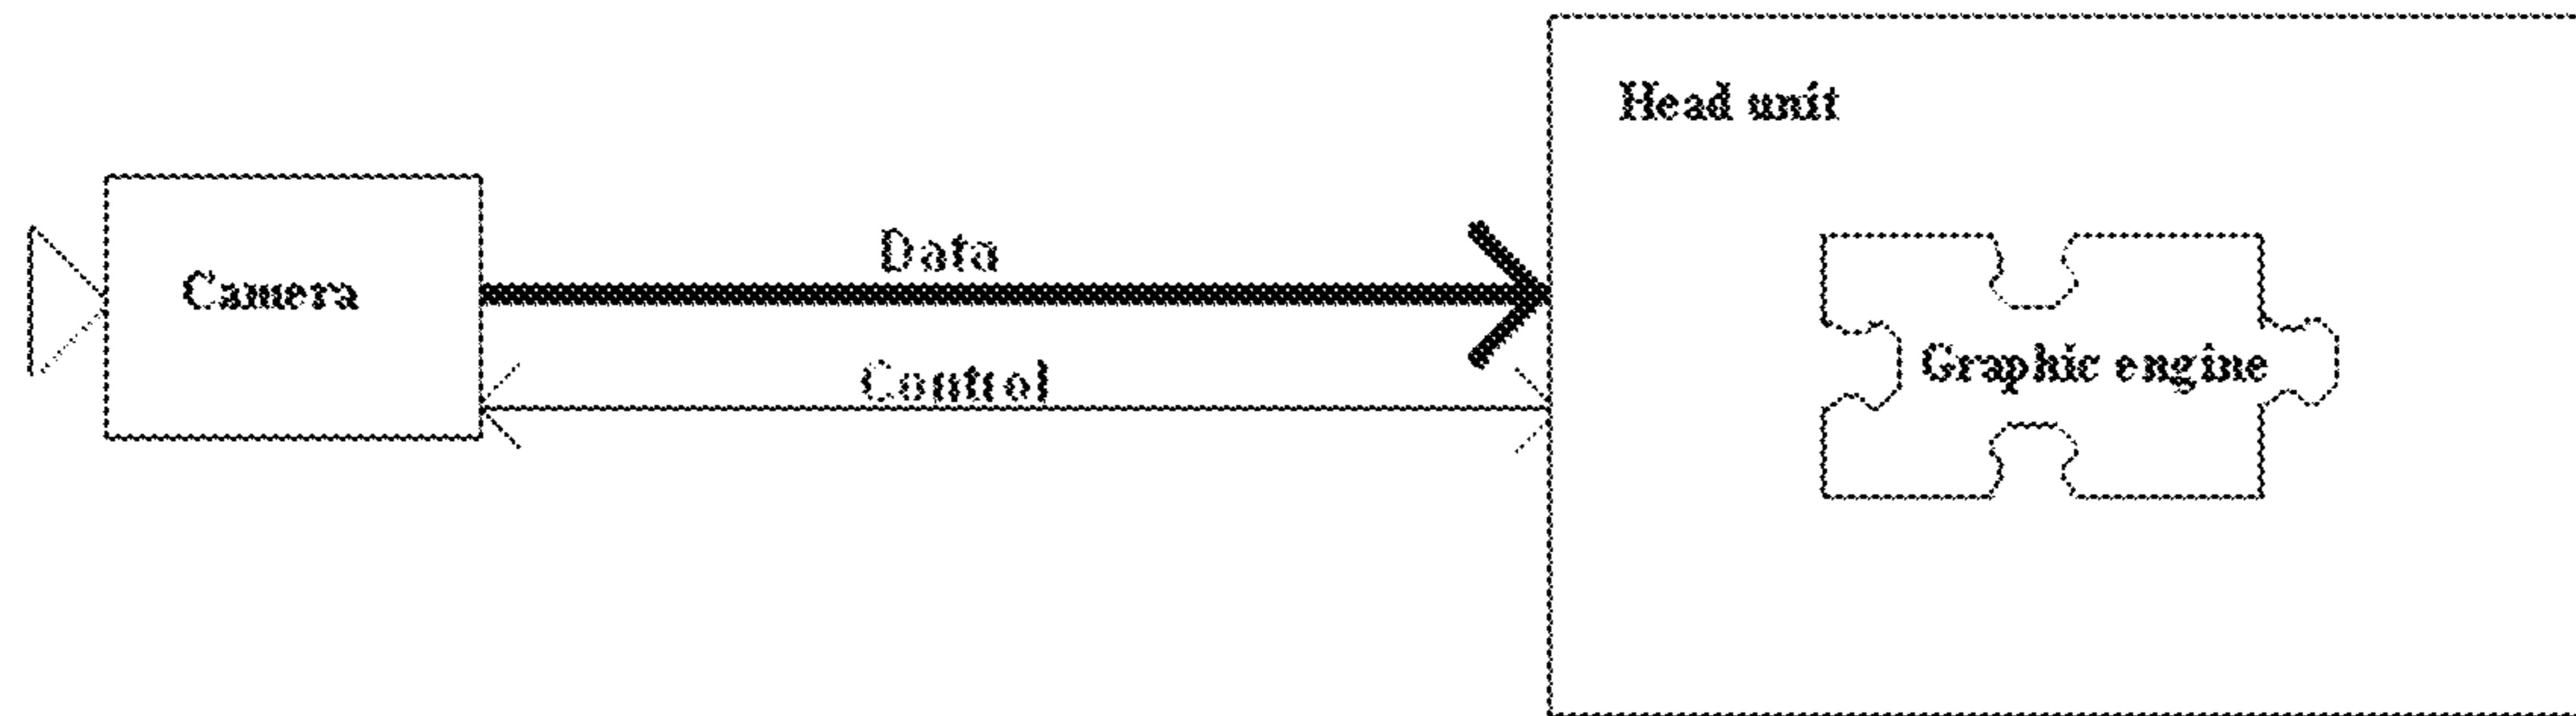 Head unit
Data
Camera
Control
Graphic engine